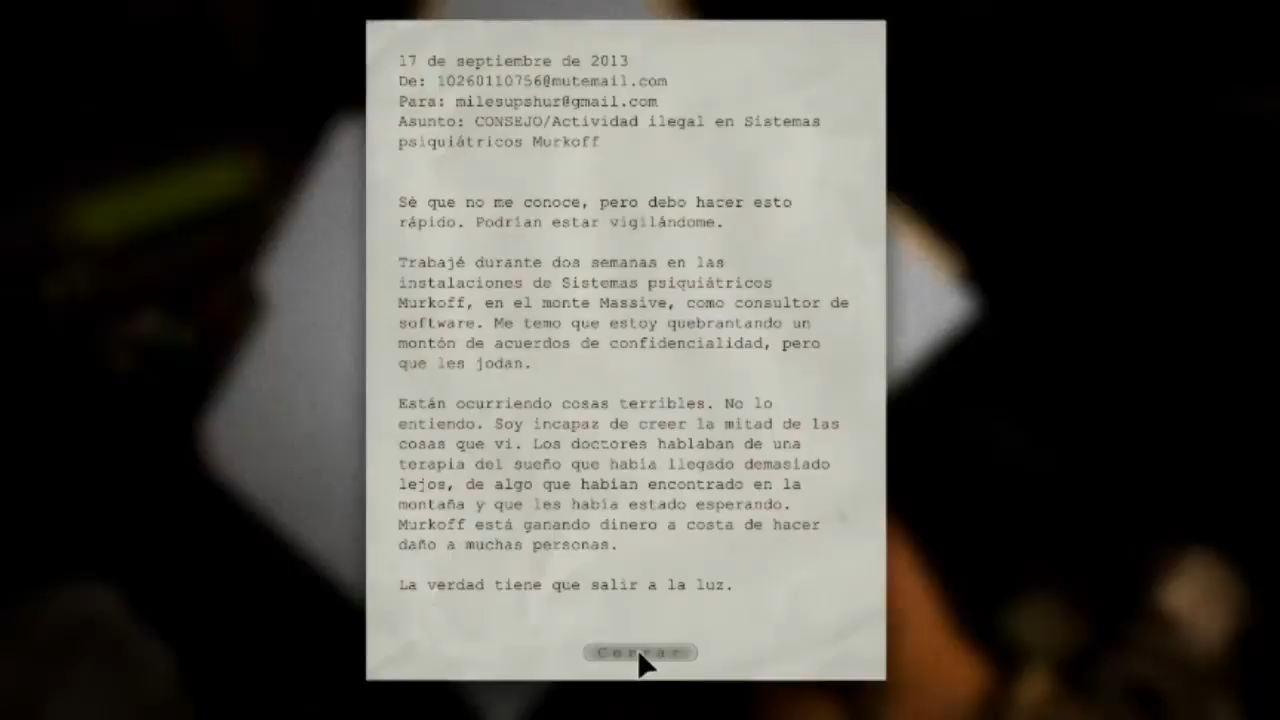 17 de septiembre de 2013
De: 10260110756@mutemail.com
Para: milesupshur@gmail.com
Asunto: CONSEJO/Actividad ilegal en Sistemas
psiquiátricos Murkoff
Sé que no me conoce, pero debo hacer esto
rápido. Podrían estar vigilándome.
Trabajé durante dos semanas en las
instalaciones de Sistemas psiquiátricos
Murkoff, en el monte Massive, como consultor de
software. Me temo que estoy quebrantando un
montón de acuerdos de confidencialidad, pero
que les jodan.
Están ocurriendo cosas terribles. No lo
entiendo. Soy incapaz de creer la mitad de las
cosas que vi. Los doctores hablaban de una
terapia del sueño que había llegado demasiado
lejos, de algo que habían encontrado en la
montaña y que les había estado esperando.
Murkoff está ganando dinero a costa de hacer
daño a muchas personas.
La verdad tiene que salir a la luz.
Cerrar